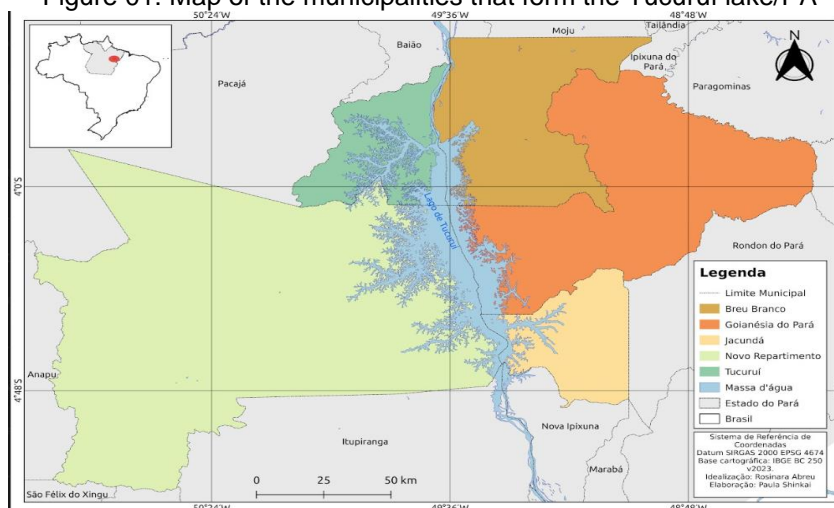 Figure 01. Map of the municipalities that form the Tucuruí lake/PA
50°24'W
49°36'W
48°48'W
Baião
Moju
Tailândia
Ipixuna do
Pará
Paragominas
Pacajá
4°0'S
Lago de Tucuruí
Rondon do Pará
Legenda
Limite Municipal
Breu Branco
Goianésia do Pará
Jacundá
Novo Repartimento
Tucuruí
Massa d'água
Estado do Pará
Brasil
Anapu
4°48'S
Itupiranga
Nova Ipixuna
Marabá
Sistema de Referência de
Coordenadas
Datum SIRGAS 2000 EPSG 4674
Base cartográfica: IBGE BC 250
v2023.
Idealização: Rosinara Abreu
Elaboração: Paula Shinkai
0 25 50 km
São Félix do Xingu
50°24'W
49°36'W
48°48'W